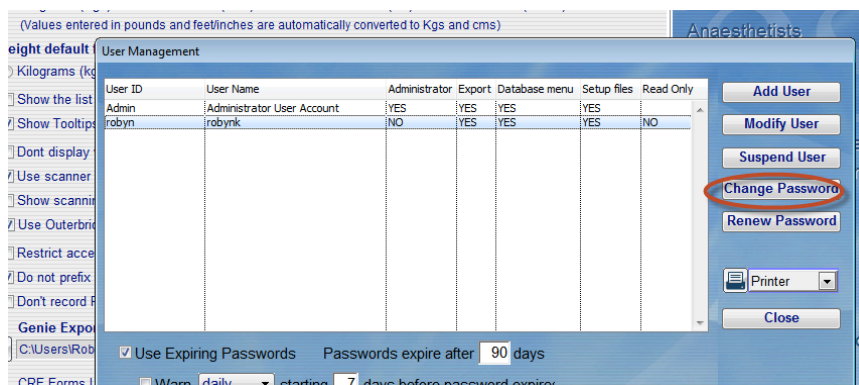 (Values entered in pounds and feet/inches are automatically converted to Kgs and cms)
Anaesthetists
eight default
User Management
Kilograms (kg
User ID User Name Administrator Export Database menu Setup files Read Only
Add User
Show the list
Admin Administrator User Account YES YES YES YES
Show Tooltips
robyn robynk NO YES YES YES NO
Modify User
Dont display
Suspend User
Use scanner
Change Password
Show scannin
Use Outerbrid
Renew Password
Restrict acce
Do not prefix
Printer
Don't record
Genie Expor
Close
C:\Users\Rob
Use Expiring Passwords Passwords expire after 90 days
Warn daily starting 7 days before password expiry